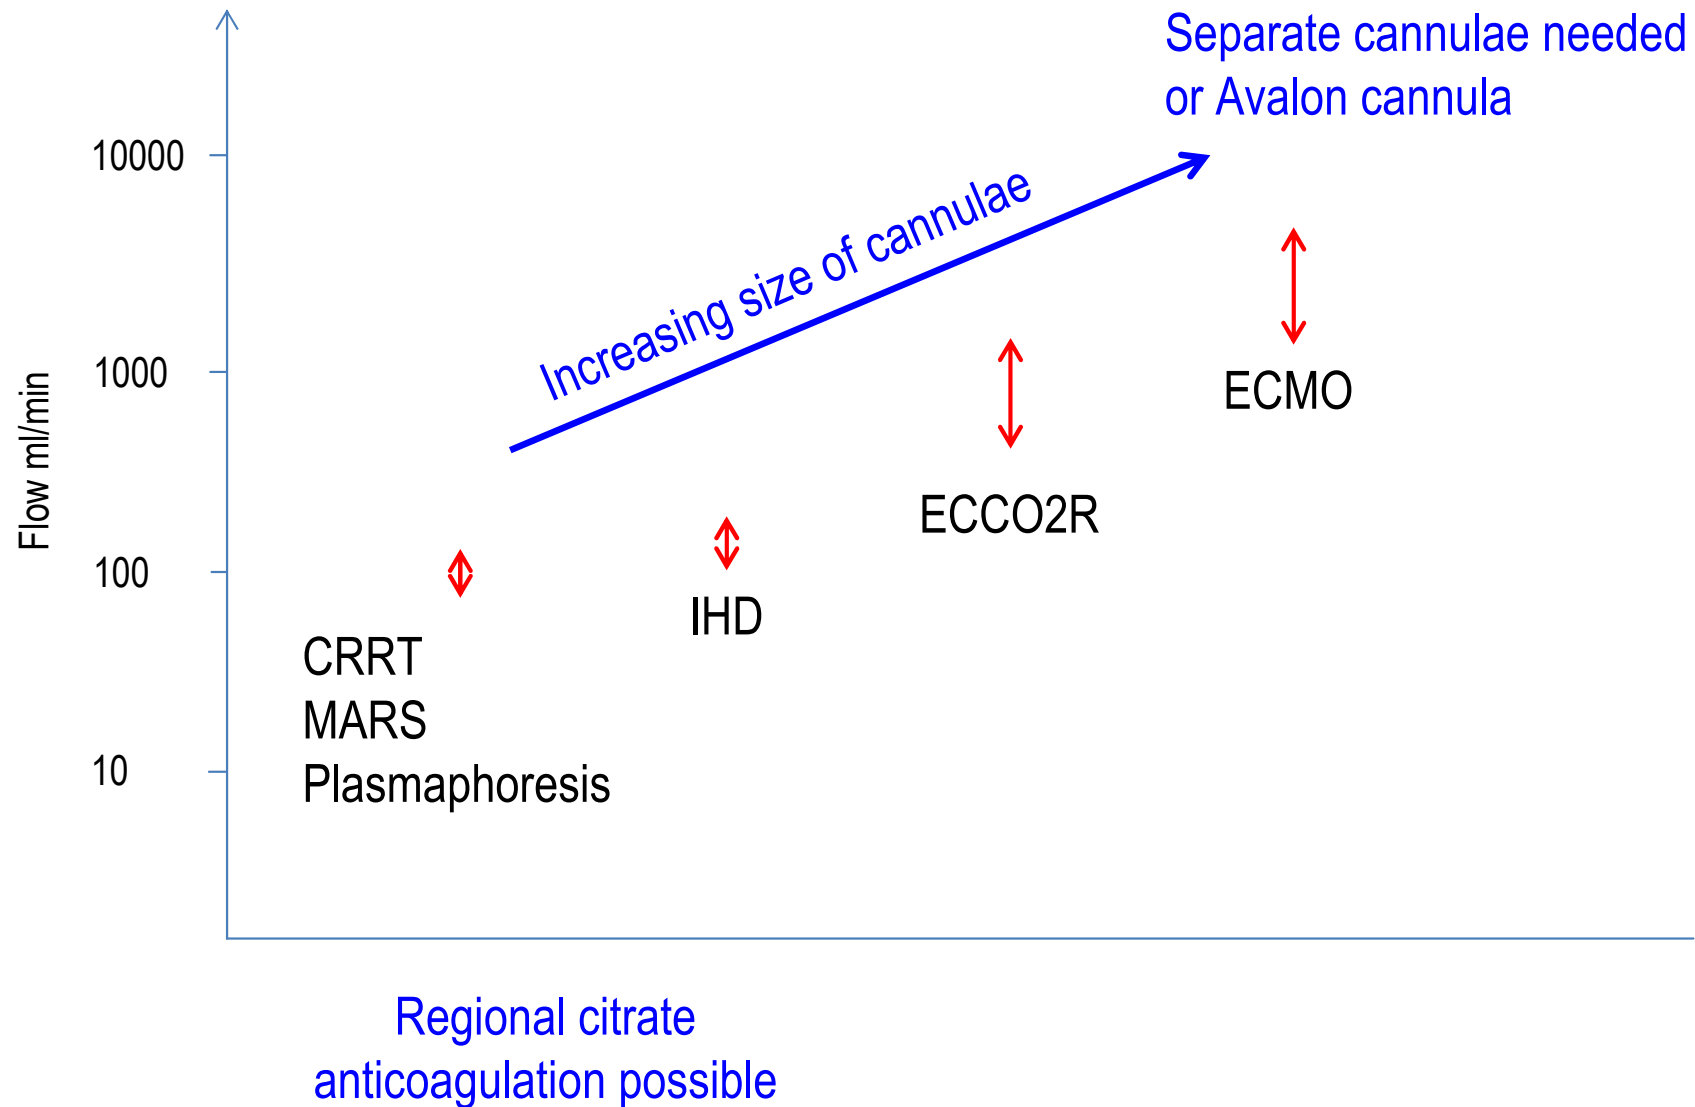 Separate cannulae needed
or Avalon cannula
10000
Increasing size of cannulae
1000
ECMO
Flow ml/min
ECCO2R
100
IHD
CRRT
MARS
10
Plasmaphoresis
Regional citrate
anticoagulation possible